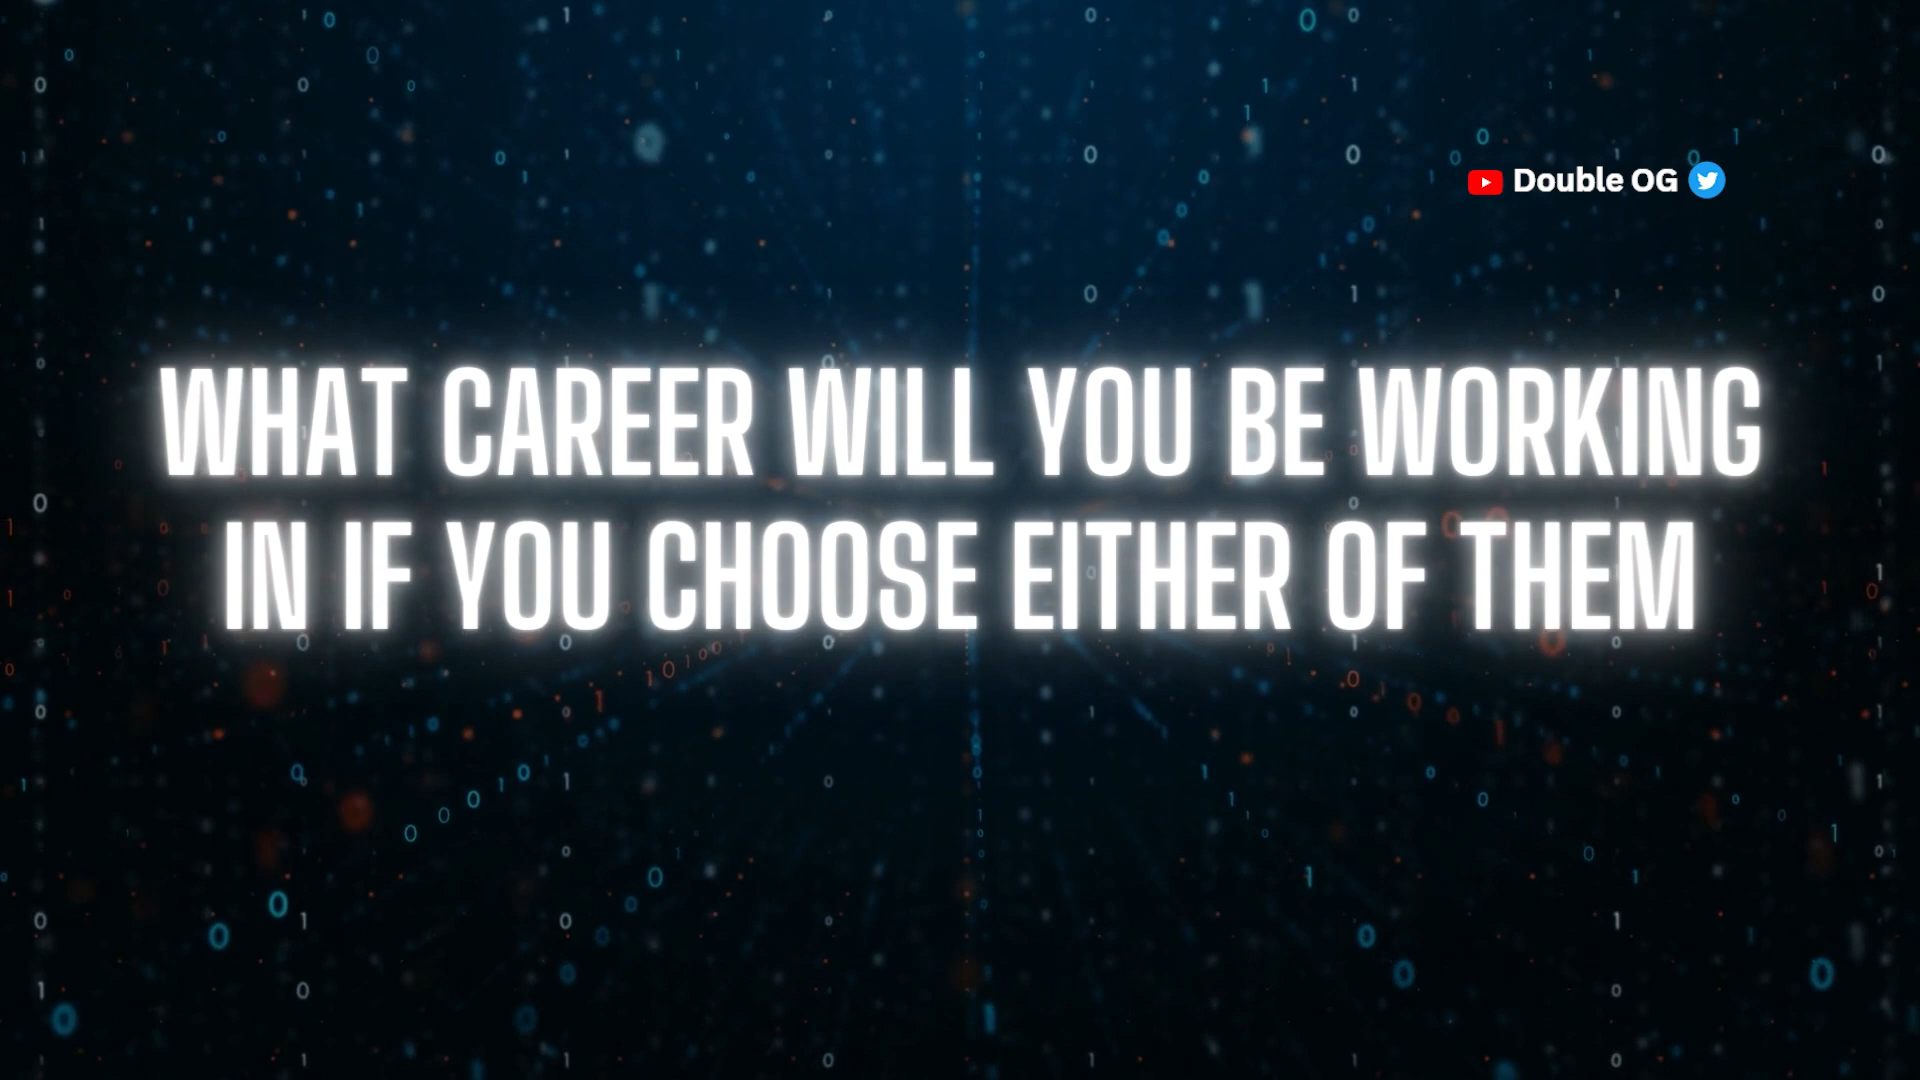 Double OG
WHAT CAREER WILL YOU BE WORKING
IN IF YOU CHOOSE EITHER OF THEM